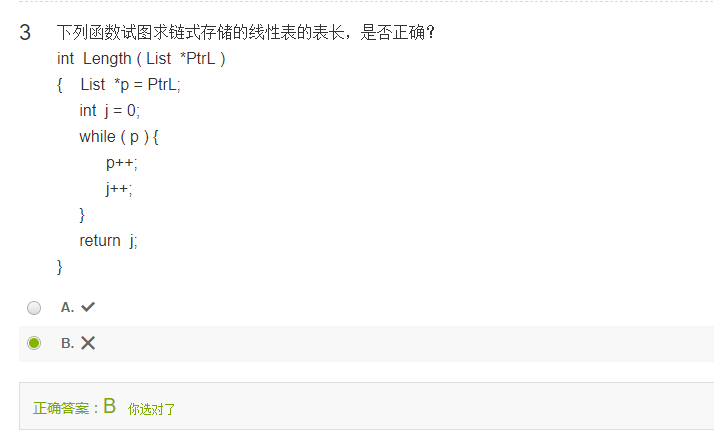 3 下列函数试图求链式存储的线性表的表长，是否正确？
int Length ( List *PtrL )
{ List *p = PtrL;
int j = 0;
while ( p ) {
p++;
j++;
}
return j;
}
A. ✔
B. ✕
正确答案：B 你选对了